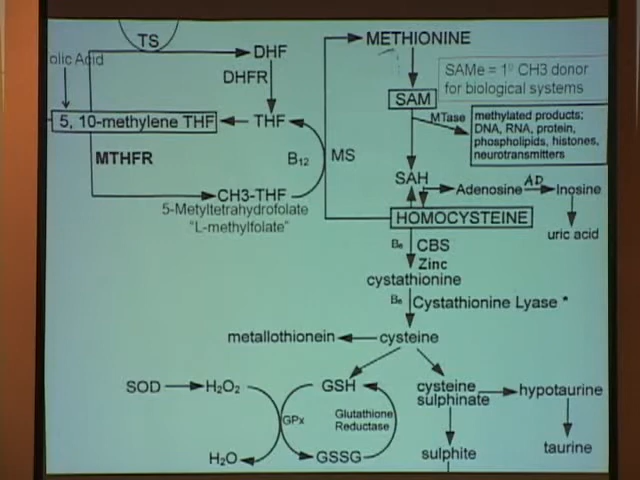 TS
olic Acid
DHF
DHFR
5, 10-methylene THF
THF
MTHFR
B12
MS
CH3-THF
5-Metyltetrahydrofolate
"L-methylfolate"
METHIONINE
SAMe = 1° CH3 donor
for biological systems
SAM
MTase
methylated products;
DNA, RNA, protein,
phospholipids, histones,
neurotransmitters
SAH
Adenosine
AD
Inosine
uric acid
HOMOCYSTEINE
B6
CBS
Zinc
cystathionine
B6
Cystathionine Lyase *
metallothionein
cysteine
SOD
H2O2
GSH
GPx
Glutathione
Reductase
H2O
GSSG
cysteine
sulphinate
hypotaurine
sulphite
taurine